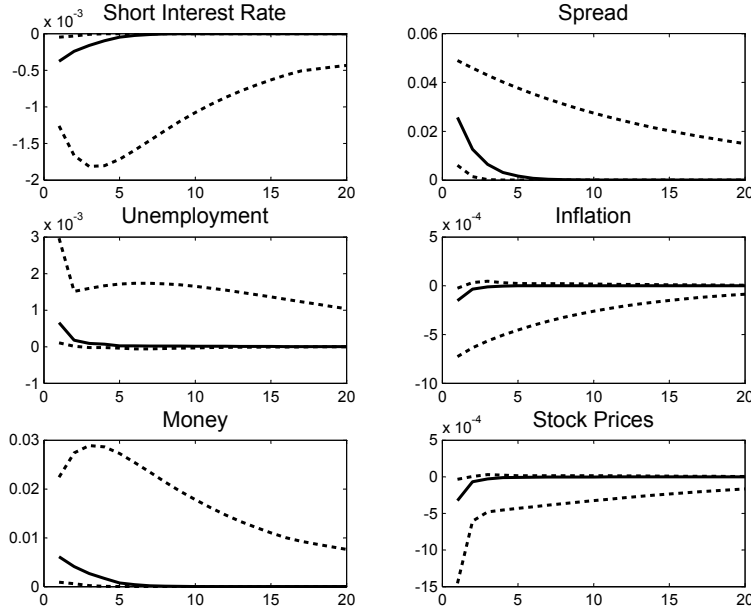 Short Interest Rate
x 10⁻³
0
-0.5
-1
-1.5
-2
0 5 10 15 20
Spread
0.06
0.04
0.02
0
0 5 10 15 20
Unemployment
x 10⁻³
3
2
1
0
-1
0 5 10 15 20
Inflation
x 10⁻⁴
5
0
-5
-10
0 5 10 15 20
Money
0.03
0.02
0.01
0
0 5 10 15 20
Stock Prices
x 10⁻⁴
5
0
-5
-10
-15
0 5 10 15 20